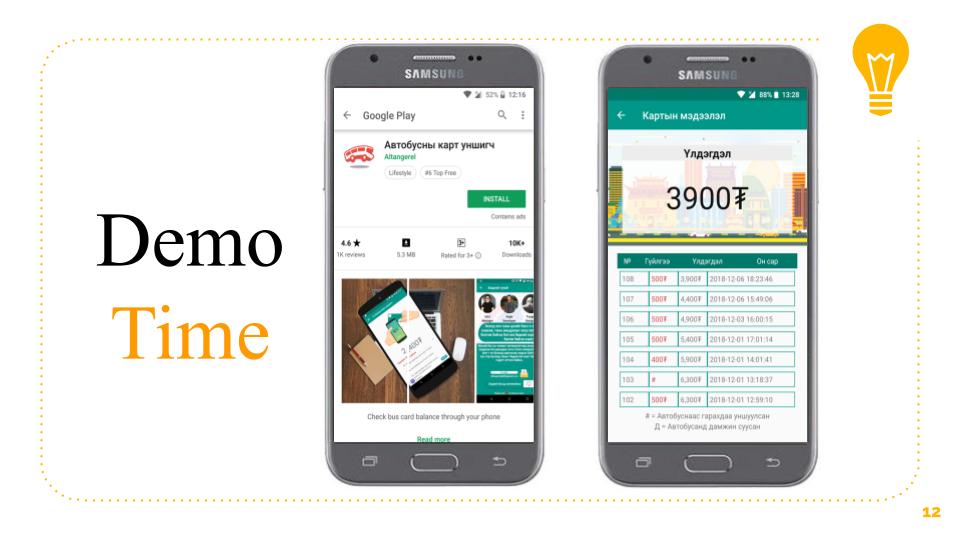 Demo
Time
SAMSUNG
52% 12:16
Google Play
Автобусны карт уншигч
Altangerel
Lifestyle #6 Top Free
INSTALL
Contains ads
4.6 ★ 10K+
1K reviews 5.3 MB Rated for 3+ Downloads
2,400₮
Check bus card balance through your phone
Read more
SAMSUNG
88% 13:28
Картын мэдээлэл
Үлдэгдэл
3900₮
№ Гүйлгээ Үлдэгдэл Он сар
108 500₮ 3,900₮ 2018-12-06 18:23:46
107 500₮ 4,400₮ 2018-12-06 15:49:06
106 500₮ 4,900₮ 2018-12-03 16:00:15
105 500₮ 5,400₮ 2018-12-01 17:01:14
104 400₮ 5,900₮ 2018-12-01 14:01:41
103 # 6,300₮ 2018-12-01 13:18:37
102 500₮ 6,300₮ 2018-12-01 12:59:10
# = Автобуснаас гарахдаа уншуулсан
Д = Автобусанд дамжин суусан
12